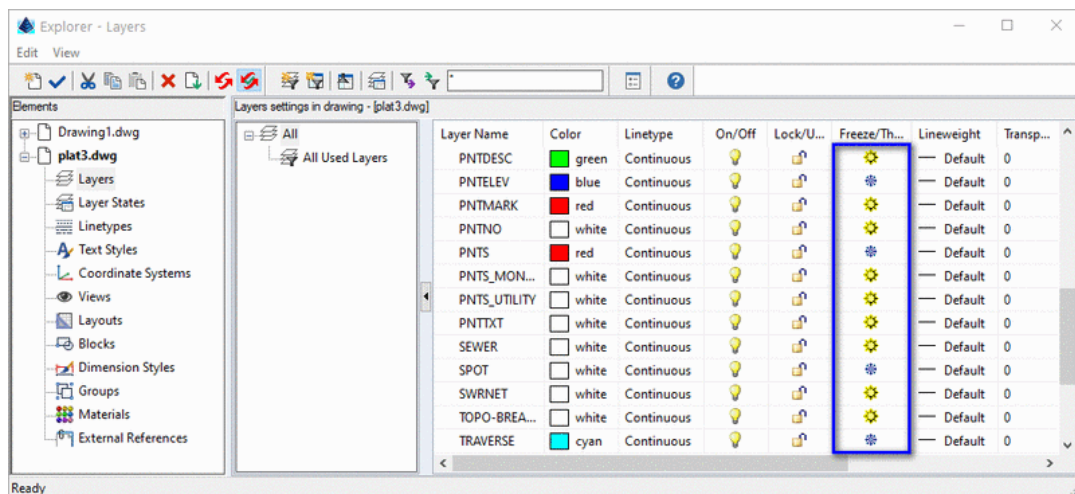 Explorer - Layers
Edit View
*
Elements
Layers settings in drawing - [plat3.dwg]
Drawing1.dwg
plat3.dwg
Layers
Layer States
Linetypes
Text Styles
Coordinate Systems
Views
Layouts
Blocks
Dimension Styles
Groups
Materials
External References
All
All Used Layers
Layer Name Color Linetype On/Off Lock/U... Freeze/Th... Lineweight Transp...
PNTDESC green Continuous Default 0
PNTELEV blue Continuous Default 0
PNTMARK red Continuous Default 0
PNTNO white Continuous Default 0
PNTS red Continuous Default 0
PNTS_MON... white Continuous Default 0
PNTS_UTILITY white Continuous Default 0
PNTTXT white Continuous Default 0
SEWER white Continuous Default 0
SPOT white Continuous Default 0
SWRNET white Continuous Default 0
TOPO-BREA... white Continuous Default 0
TRAVERSE cyan Continuous Default 0
Ready